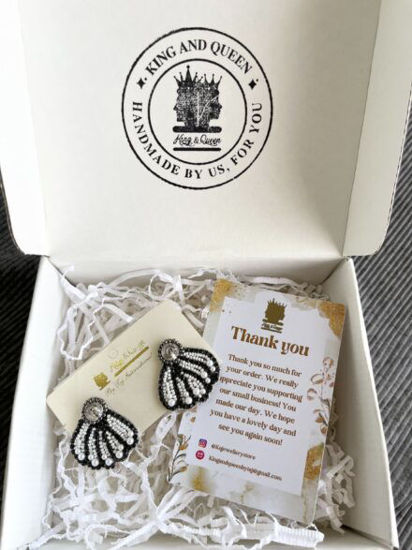 KING AND QUEEN
King & Queen
HANDMADE BY US, FOR YOU
Thank you
Thank you so much for
your order. We really
appreciate you supporting
our small business! You
made our day. We hope
you have a lovely day and
see you again soon!